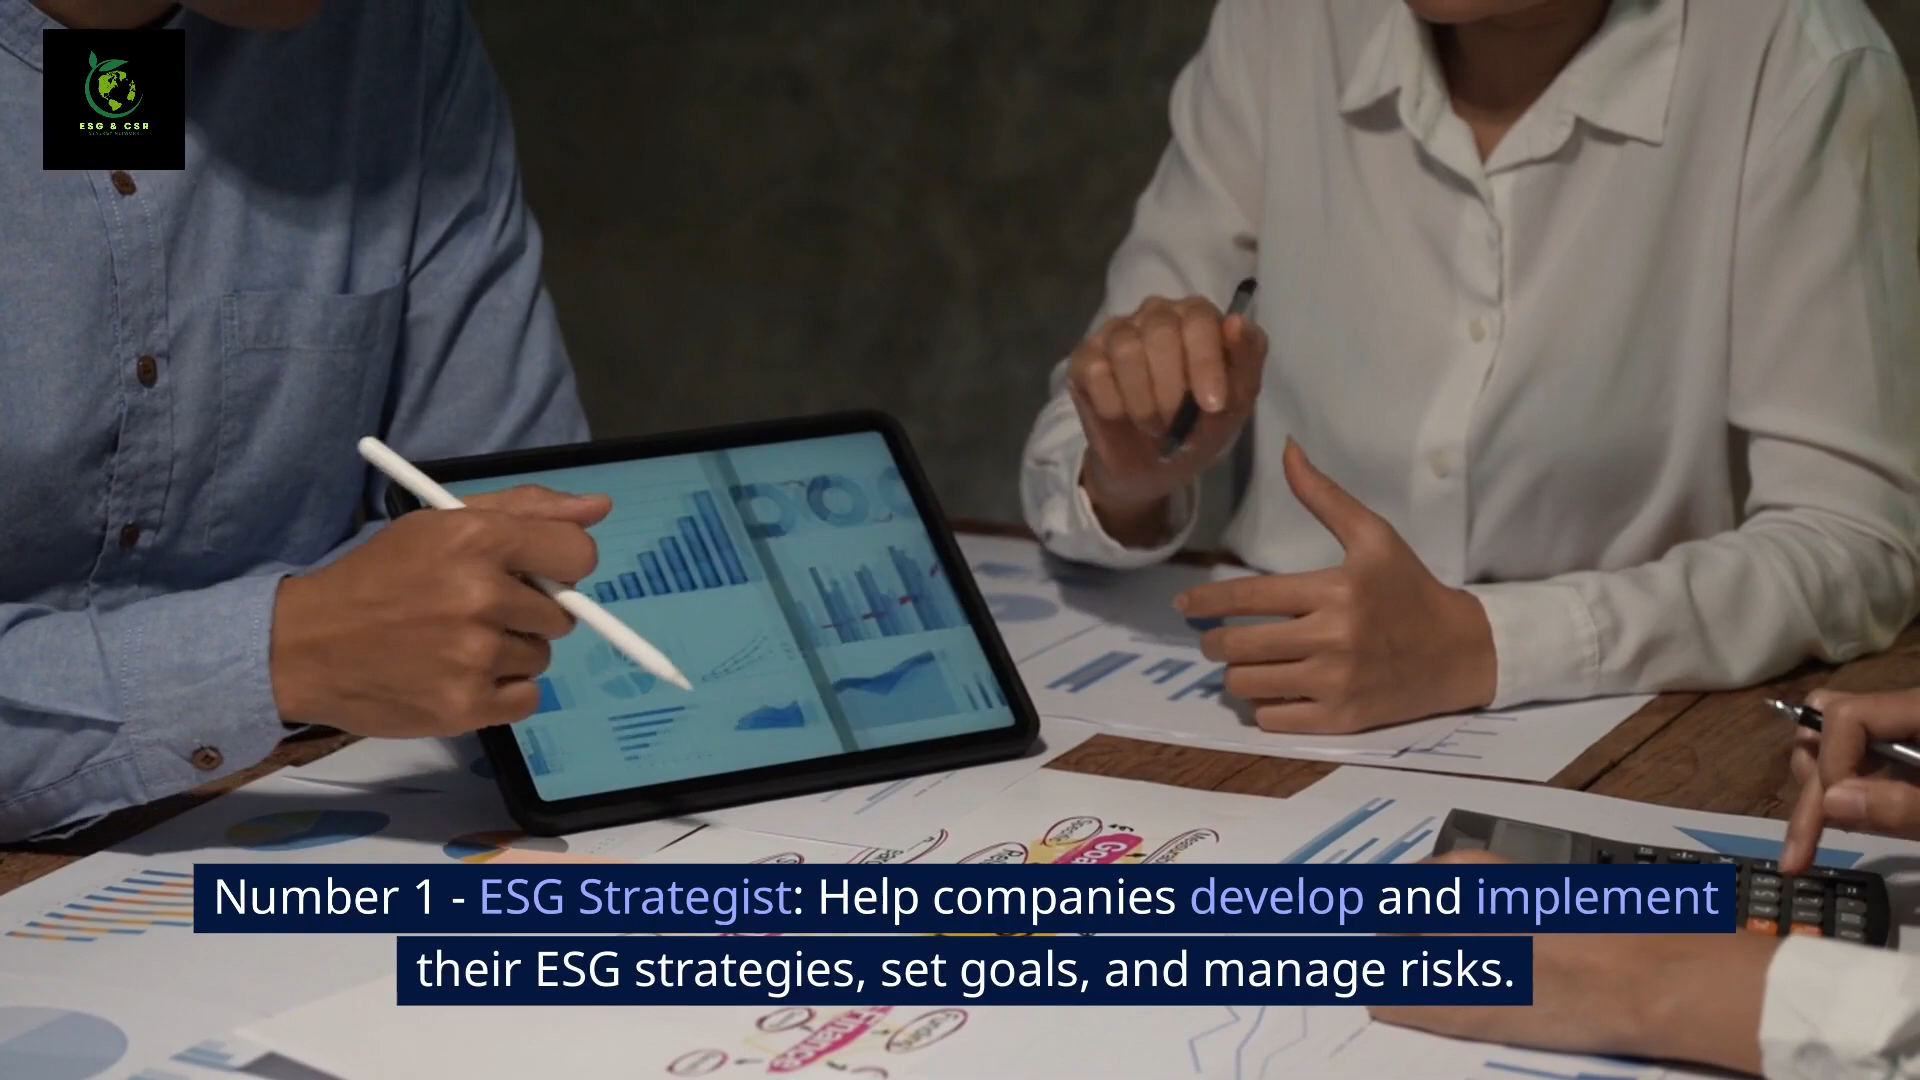 ESG & CSR
Number 1 - ESG Strategist: Help companies develop and implement
their ESG strategies, set goals, and manage risks.
Funding